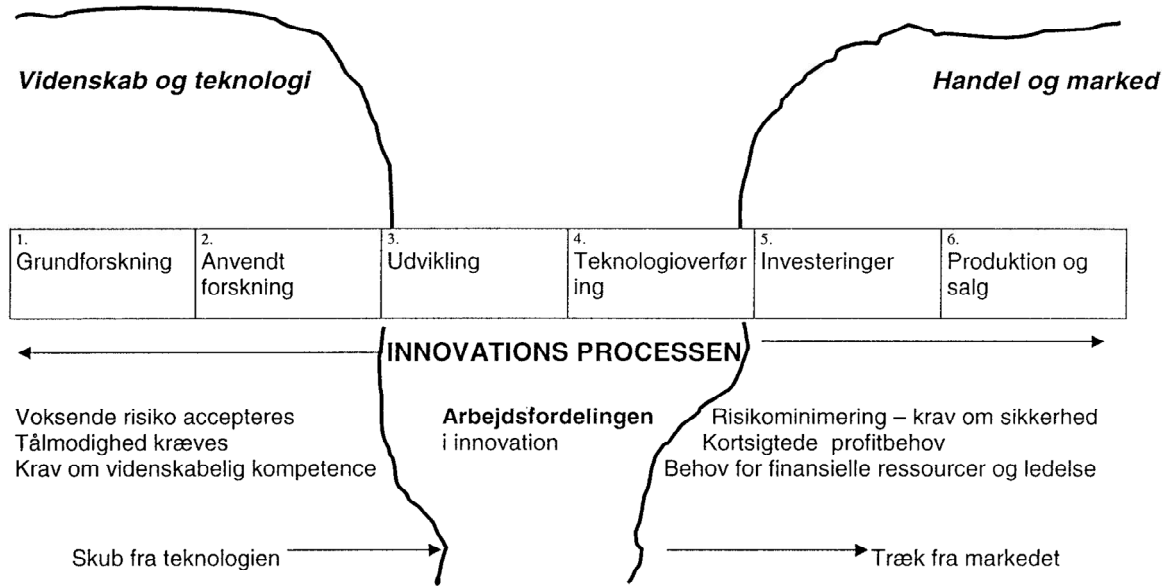 Videnskab og teknologi
Handel og marked
1.
Grundforskning
2.
Anvendt
forskning
3.
Udvikling
4.
Teknologioverfør
ing
5.
Investeringer
6.
Produktion og
salg
INNOVATIONS PROCESSEN
Voksende risiko accepteres
Tålmodighed kræves
Krav om videnskabelig kompetence
Arbejdsfordelingen
i innovation
Risikominimering – krav om sikkerhed
Kortsigtede profitbehov
Behov for finansielle ressourcer og ledelse
Skub fra teknologien
Træk fra markedet